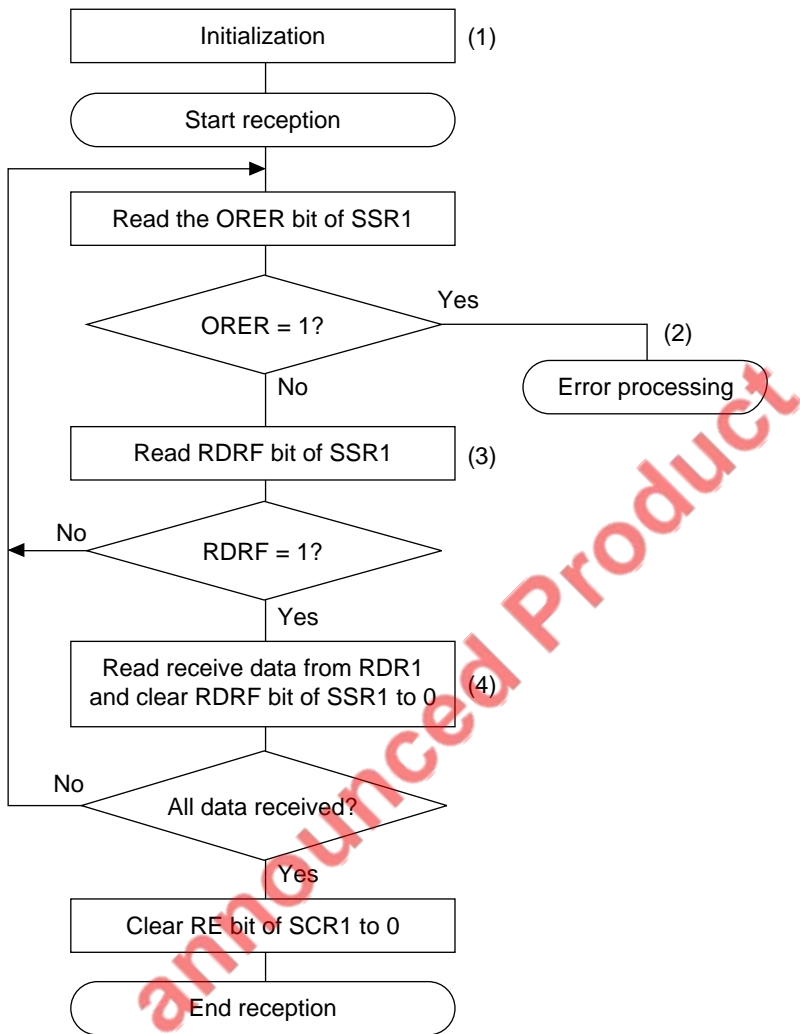 Initialization
(1)
Start reception
Read the ORER bit of SSR1
ORER = 1?
Yes
(2)
Error processing
No
Read RDRF bit of SSR1
(3)
No
RDRF = 1?
Yes
Read receive data from RDR1
and clear RDRF bit of SSR1 to 0
(4)
No
All data received?
Yes
Clear RE bit of SCR1 to 0
End reception
announced Product